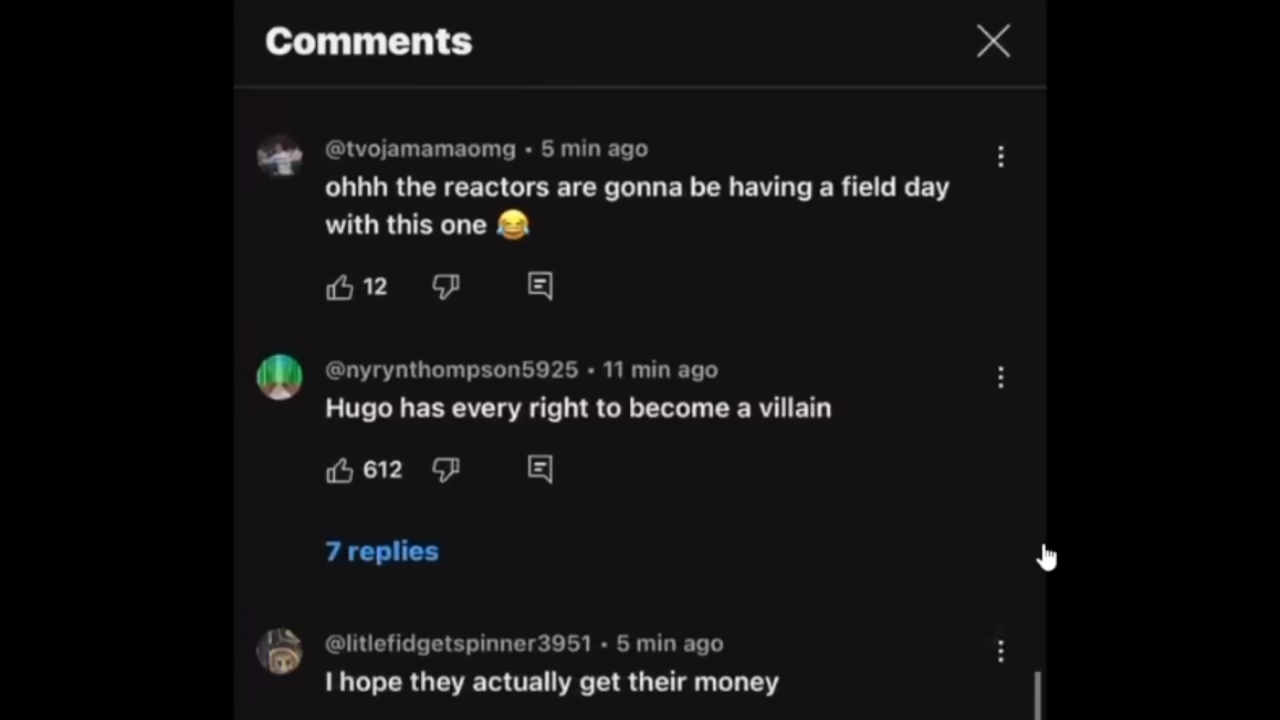 Comments
@tvojamamaomg • 5 min ago
ohhh the reactors are gonna be having a field day
with this one 😂
12
@nyrynthompson5925 • 11 min ago
Hugo has every right to become a villain
612
7 replies
@litlefidgetspinner3951 • 5 min ago
I hope they actually get their money